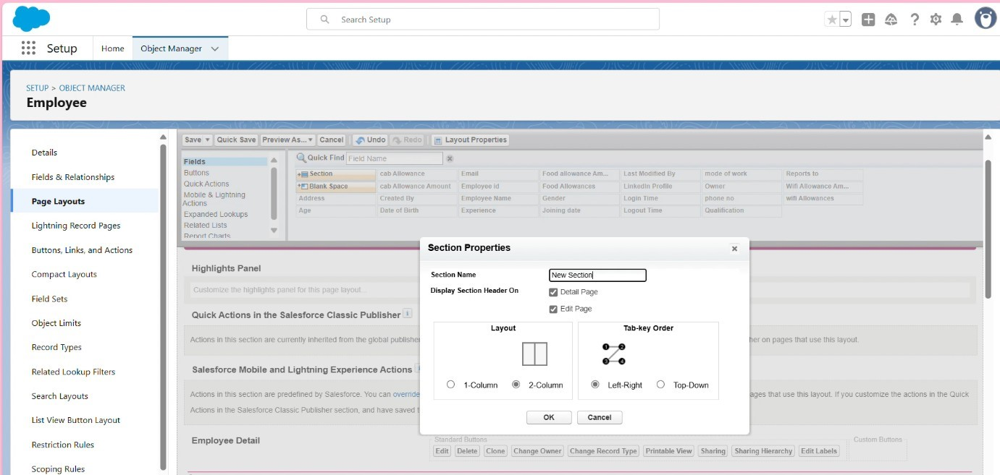 Search Setup
Setup
Home
Object Manager
SETUP > OBJECT MANAGER
Employee
Details
Fields & Relationships
Page Layouts
Lightning Record Pages
Buttons, Links, and Actions
Compact Layouts
Field Sets
Object Limits
Record Types
Related Lookup Filters
Search Layouts
List View Button Layout
Restriction Rules
Scoping Rules
Save Quick Save Preview As... Cancel Undo Redo Layout Properties
Fields
Buttons
Quick Actions
Mobile & Lightning
Actions
Expanded Lookups
Related Lists
Report Charts
Quick Find Field Name
Section cab Allowance Email Food allowance Am... Last Modified By mode of work Reports to
Blank Space cab Allowance Amount Employee id Food Allowances LinkedIn Profile Owner Wifi Allowance Am...
Address Created By Employee Name Gender Login Time phone no wifi Allowances
Age Date of Birth Experience Joining date Logout Time Qualification
Highlights Panel
Customize the highlights panel for this page layout...
Quick Actions in the Salesforce Classic Publisher
Actions in this section are currently inherited from the global publisher
her on pages that use this layout.
Salesforce Mobile and Lightning Experience Actions
Actions in this section are predefined by Salesforce. You can override
ages that use this layout. If you customize the actions in the Quick
Actions in the Salesforce Classic Publisher section, and have saved t
Section Properties
Section Name New Section
Display Section Header On Detail Page
Edit Page
Layout
1-Column 2-Column
Tab-key Order
1 2
3 4
Left-Right Top-Down
OK Cancel
Employee Detail
Standard Buttons
Edit Delete Clone Change Owner Change Record Type Printable View Sharing Sharing Hierarchy Edit Labels
Custom Buttons